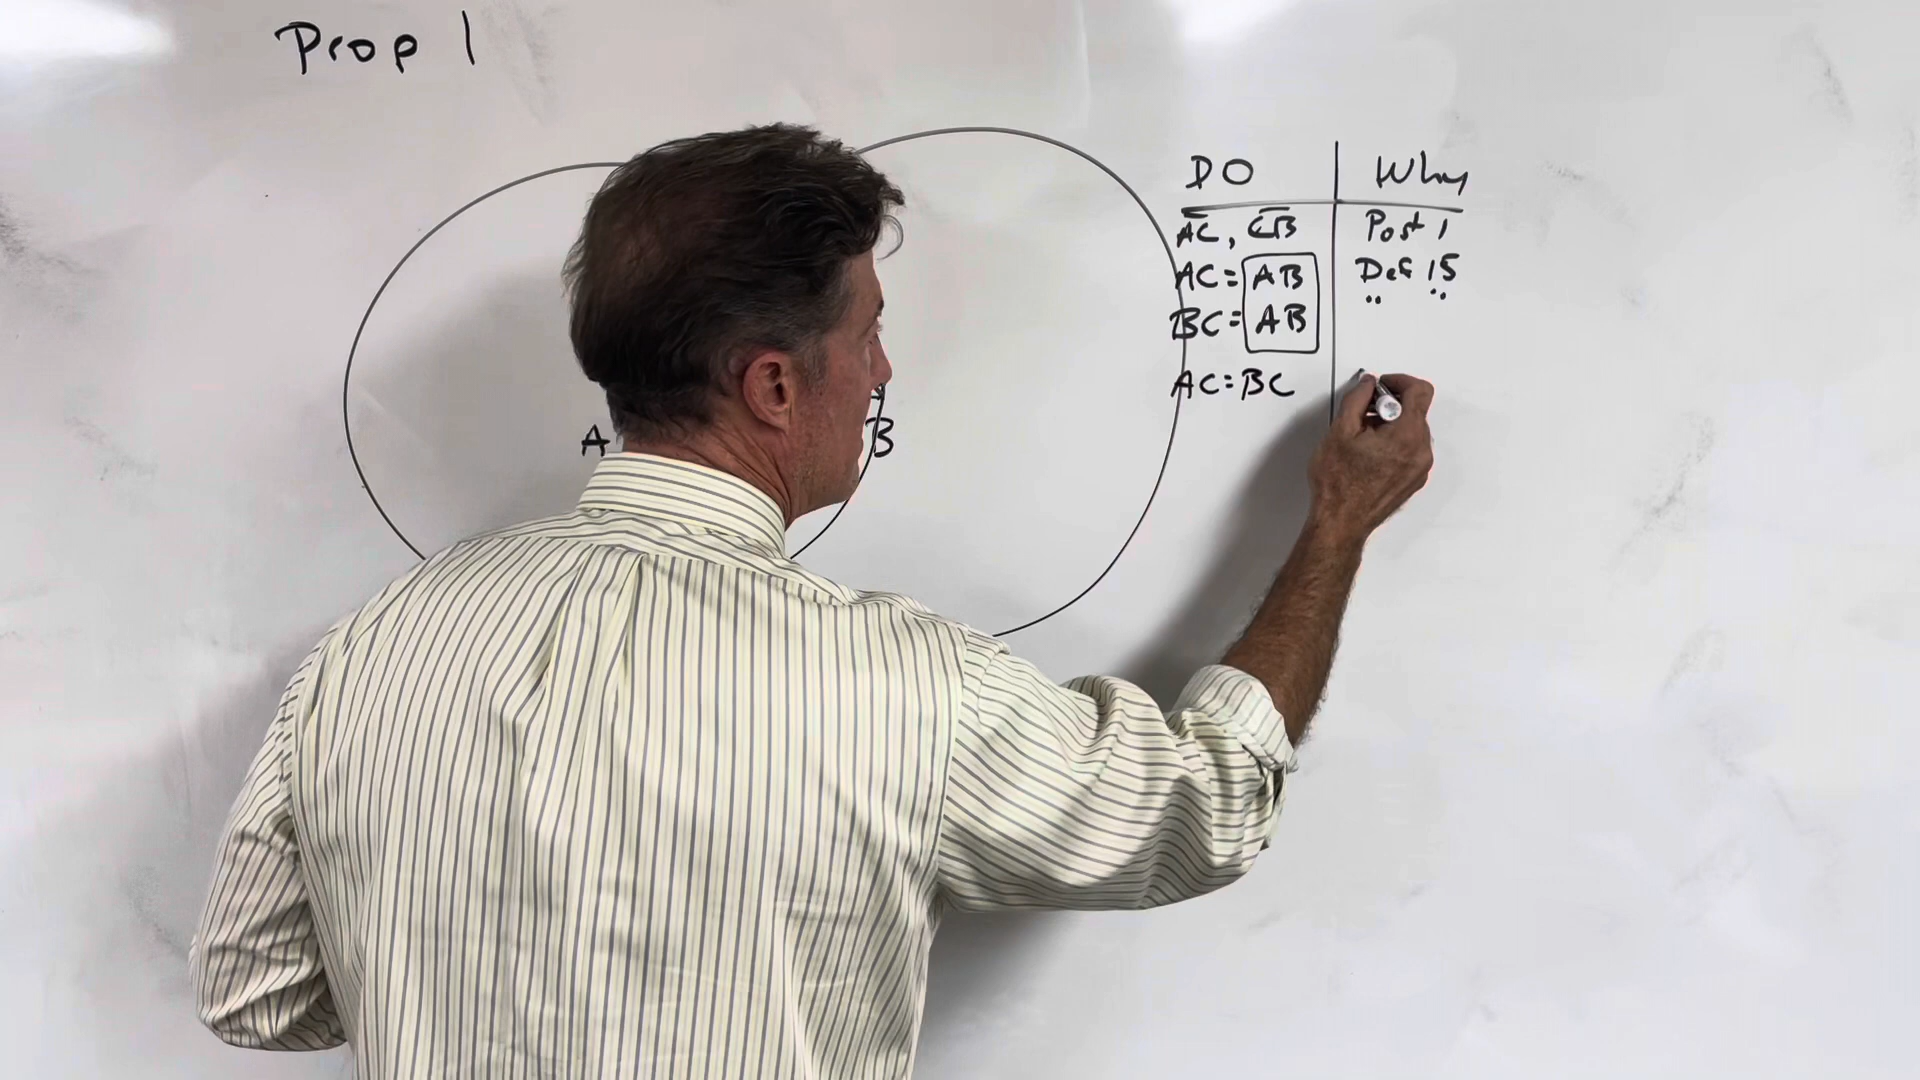 Prop 1
DO Why
AC, CB Post 1
AC = AB Def 15
BC = AB " "
AC = BC
A B